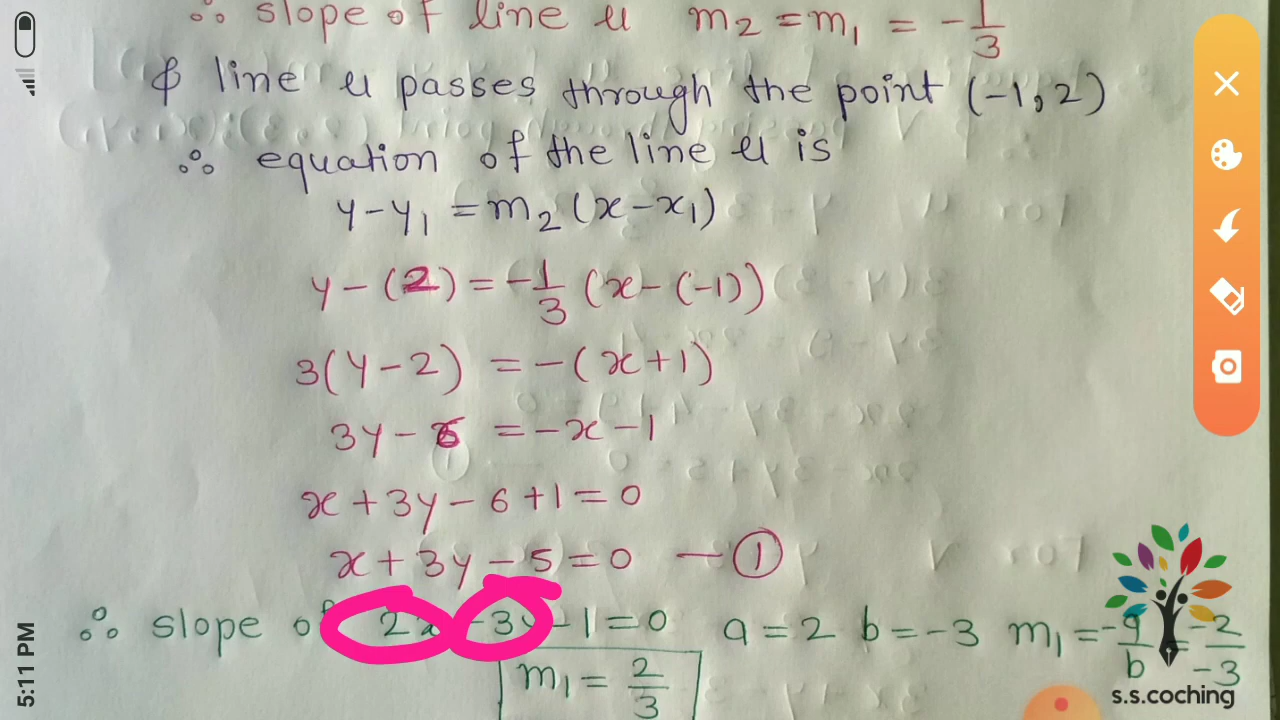 ∴ slope of line u m₂ = m₁ = -1/3
& line u passes through the point (-1, 2)
∴ equation of the line u is
y - y₁ = m₂ (x - x₁)
y - (2) = -1/3 (x - (-1))
3(y - 2) = -(x + 1)
3y - 6 = -x - 1
x + 3y - 6 + 1 = 0
x + 3y - 5 = 0 — ①
∴ slope of 2x - 3y - 1 = 0 a = 2 b = -3 m₁ = -a/b = -2/-3
m₁ = 2/3
s.s.coching
5:11 PM